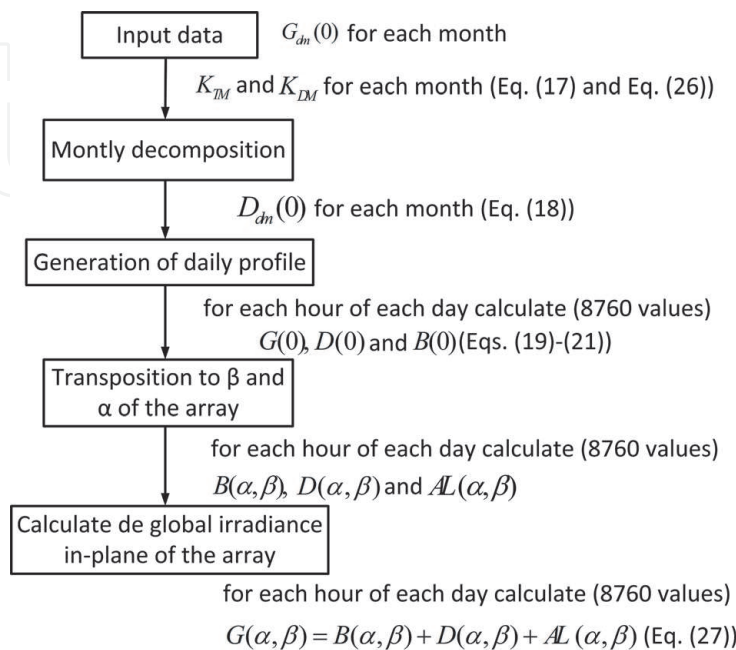 Input data
G_dm(0) for each month
K_TM and K_DM for each month (Eq. (17) and Eq. (26))
Montly decomposition
D_dm(0) for each month (Eq. (18))
Generation of daily profile
for each hour of each day calculate (8760 values)
G(0), D(0) and B(0)(Eqs. (19)-(21))
Transposition to β and
α of the array
for each hour of each day calculate (8760 values)
B(α,β), D(α,β) and AL(α,β)
Calculate de global irradiance
in-plane of the array
for each hour of each day calculate (8760 values)
G(α,β) = B(α,β) + D(α,β) + AL (α,β) (Eq. (27))